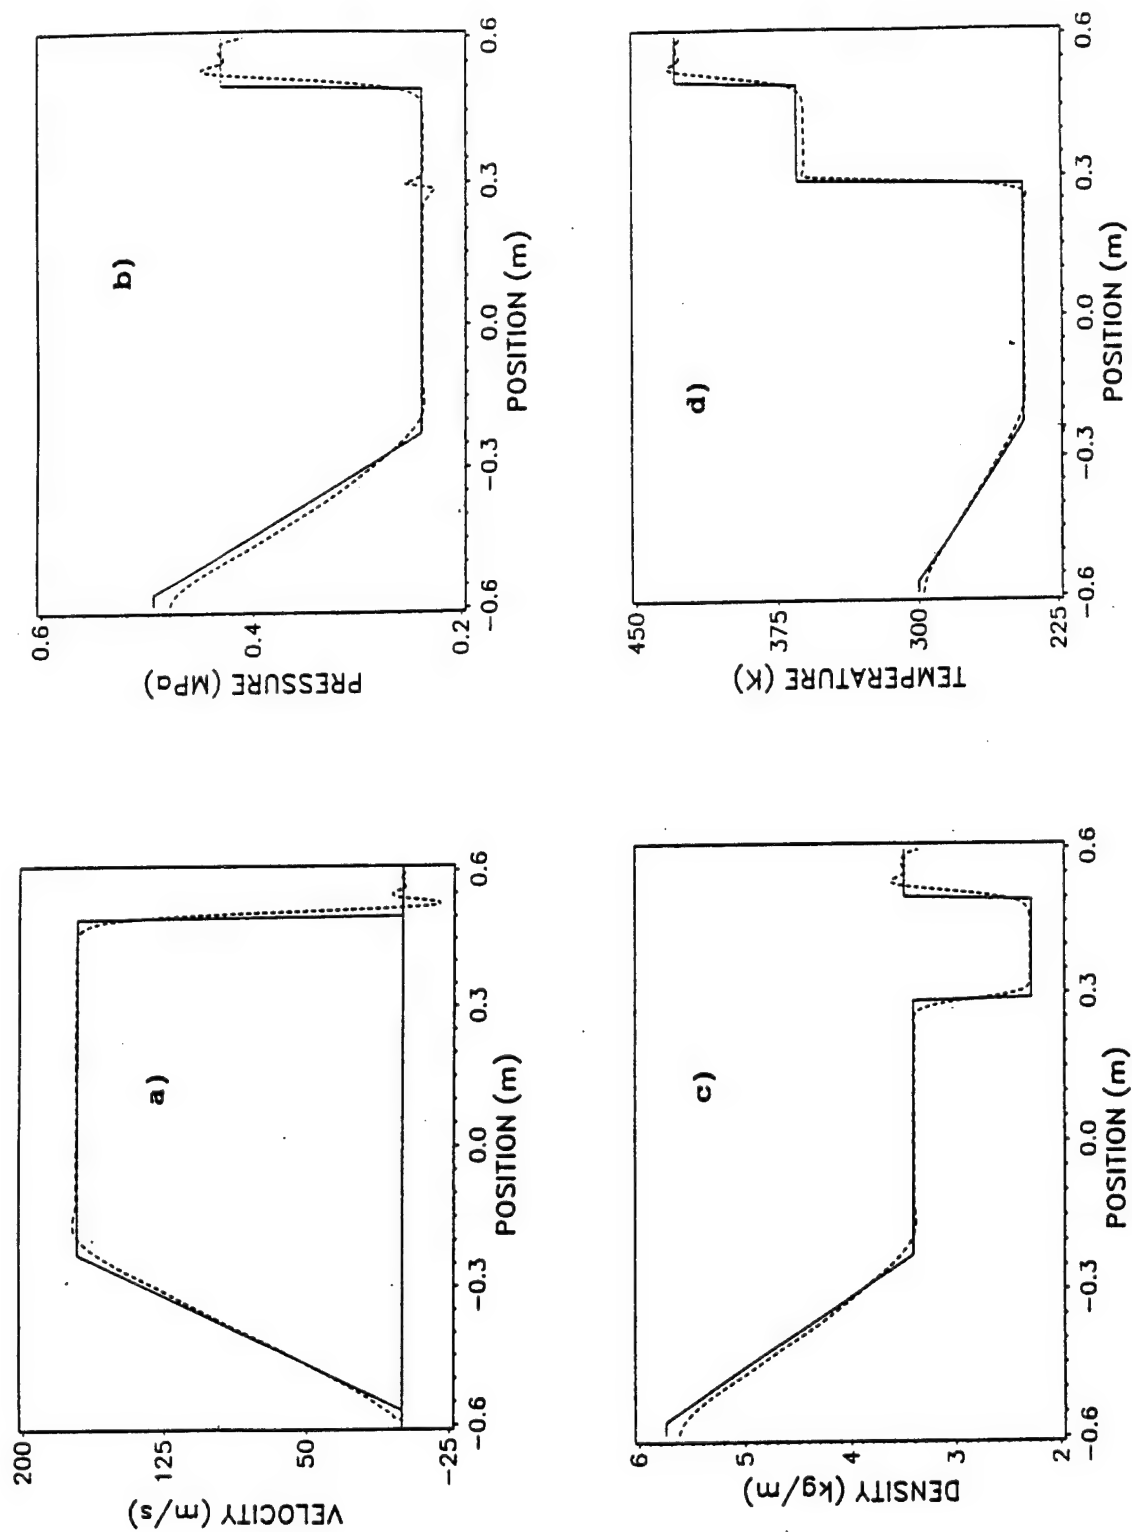 VELOCITY (m/s)
200
125
50
−25
a)
−0.6 −0.3 0.0 0.3 0.6
POSITION (m)
PRESSURE (MPa)
0.6
0.4
0.2
b)
−0.6 −0.3 0.0 0.3 0.6
POSITION (m)
DENSITY (kg/m)
6
5
4
3
2
c)
−0.6 −0.3 0.0 0.3 0.6
POSITION (m)
TEMPERATURE (K)
450
375
300
225
d)
−0.6 −0.3 0.0 0.3 0.6
POSITION (m)